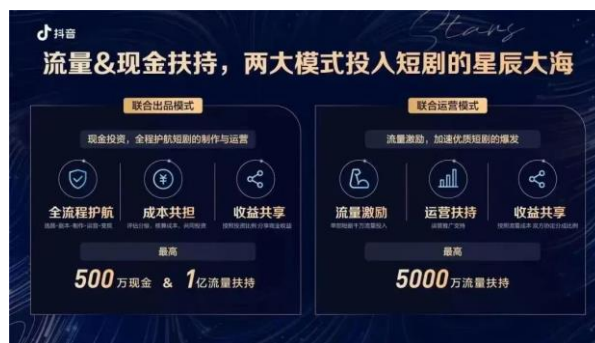 抖音
Stars
流量&现金扶持，两大模式投入短剧的星辰大海
联合出品模式
现金投资，全程护航短剧的制作与运营
全流程护航
成本共担
收益共享
最高
500万现金 & 1亿流量扶持
联合运营模式
流量激励，加速优质短剧的爆发
流量激励
运营扶持
收益共享
最高
5000万流量扶持